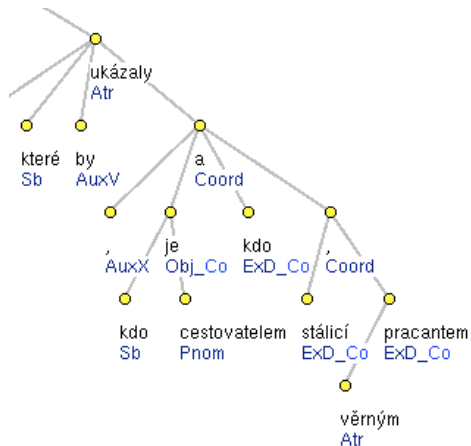 ukázaly
Atr
které by a
Sb AuxV Coord
, je kdo ,
AuxX Obj_Co ExD_Co Coord
kdo cestovatelem stálicí pracantem
Sb Pnom ExD_Co ExD_Co
věrným
Atr